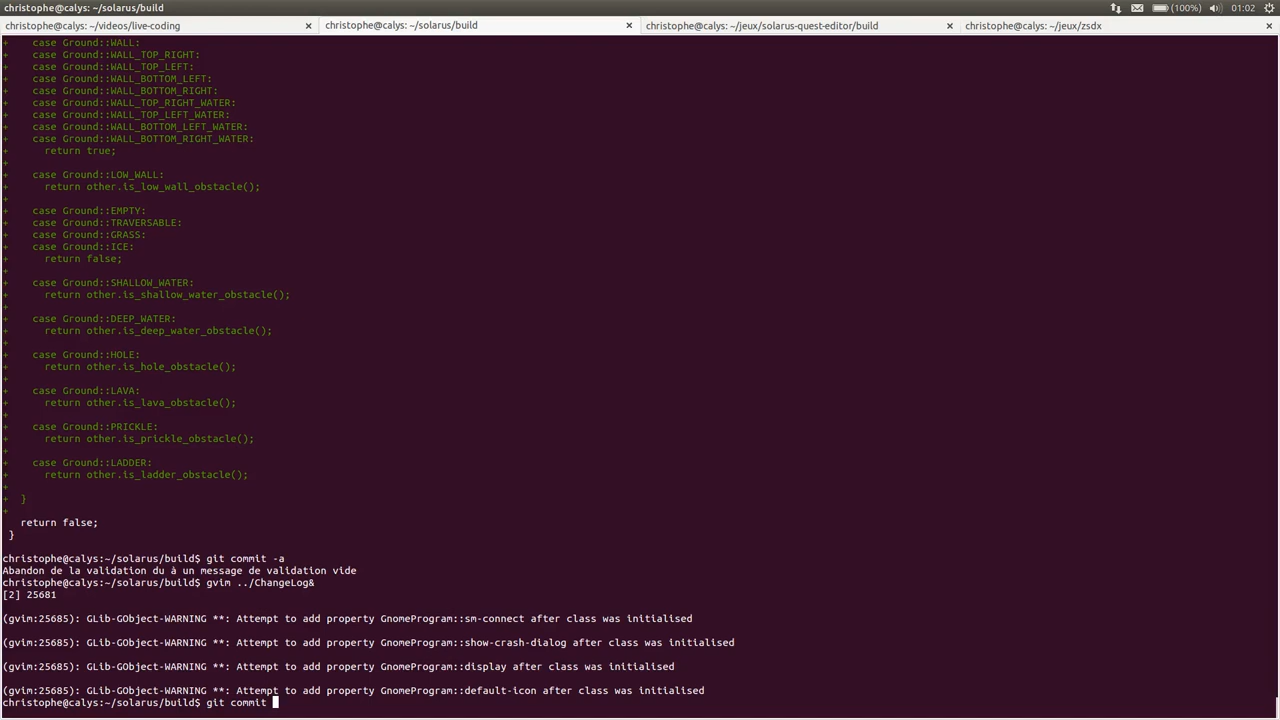 christophe@calys: ~/solarus/build
(100%)
01:02
christophe@calys: ~/videos/live-coding
christophe@calys: ~/solarus/build
christophe@calys: ~/jeux/solarus-quest-editor/build
christophe@calys: ~/jeux/zsdx
+    case Ground::WALL:
+    case Ground::WALL_TOP_RIGHT:
+    case Ground::WALL_TOP_LEFT:
+    case Ground::WALL_BOTTOM_LEFT:
+    case Ground::WALL_BOTTOM_RIGHT:
+    case Ground::WALL_TOP_RIGHT_WATER:
+    case Ground::WALL_TOP_LEFT_WATER:
+    case Ground::WALL_BOTTOM_LEFT_WATER:
+    case Ground::WALL_BOTTOM_RIGHT_WATER:
+      return true;
+
+    case Ground::LOW_WALL:
+      return other.is_low_wall_obstacle();
+
+    case Ground::EMPTY:
+    case Ground::TRAVERSABLE:
+    case Ground::GRASS:
+    case Ground::ICE:
+      return false;
+
+    case Ground::SHALLOW_WATER:
+      return other.is_shallow_water_obstacle();
+
+    case Ground::DEEP_WATER:
+      return other.is_deep_water_obstacle();
+
+    case Ground::HOLE:
+      return other.is_hole_obstacle();
+
+    case Ground::LAVA:
+      return other.is_lava_obstacle();
+
+    case Ground::PRICKLE:
+      return other.is_prickle_obstacle();
+
+    case Ground::LADDER:
+      return other.is_ladder_obstacle();
+
+  }
+
   return false;
 }
christophe@calys:~/solarus/build$ git commit -a
Abandon de la validation du à un message de validation vide
christophe@calys:~/solarus/build$ gvim ../ChangeLog&
[2] 25681
(gvim:25685): GLib-GObject-WARNING **: Attempt to add property GnomeProgram::sm-connect after class was initialised
(gvim:25685): GLib-GObject-WARNING **: Attempt to add property GnomeProgram::show-crash-dialog after class was initialised
(gvim:25685): GLib-GObject-WARNING **: Attempt to add property GnomeProgram::display after class was initialised
(gvim:25685): GLib-GObject-WARNING **: Attempt to add property GnomeProgram::default-icon after class was initialised
christophe@calys:~/solarus/build$ git commit